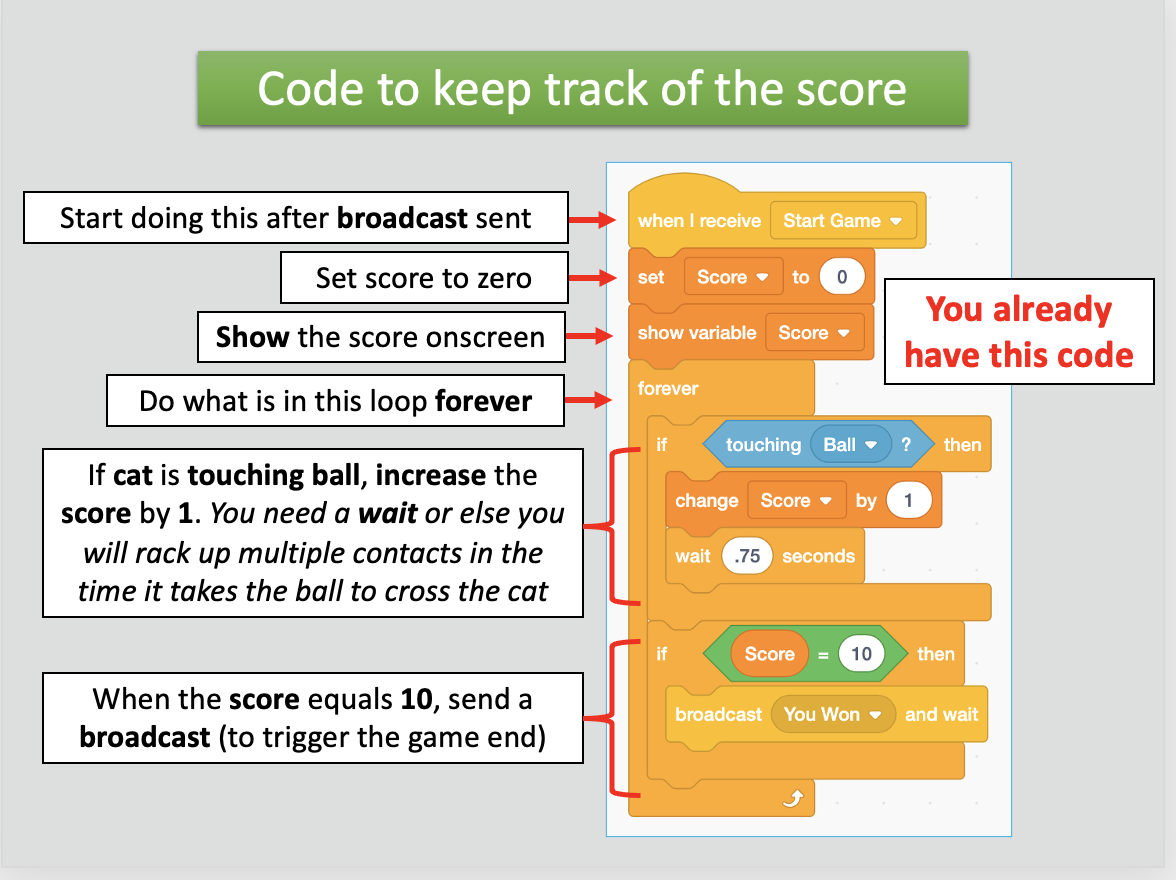 Code to keep track of the score
Start doing this after broadcast sent
Set score to zero
Show the score onscreen
Do what is in this loop forever
If cat is touching ball, increase the
score by 1. You need a wait or else you
will rack up multiple contacts in the
time it takes the ball to cross the cat
When the score equals 10, send a
broadcast (to trigger the game end)
when I receive Start Game
set Score to 0
show variable Score
forever
if touching Ball ? then
change Score by 1
wait .75 seconds
if Score = 10 then
broadcast You Won and wait
You already
have this code